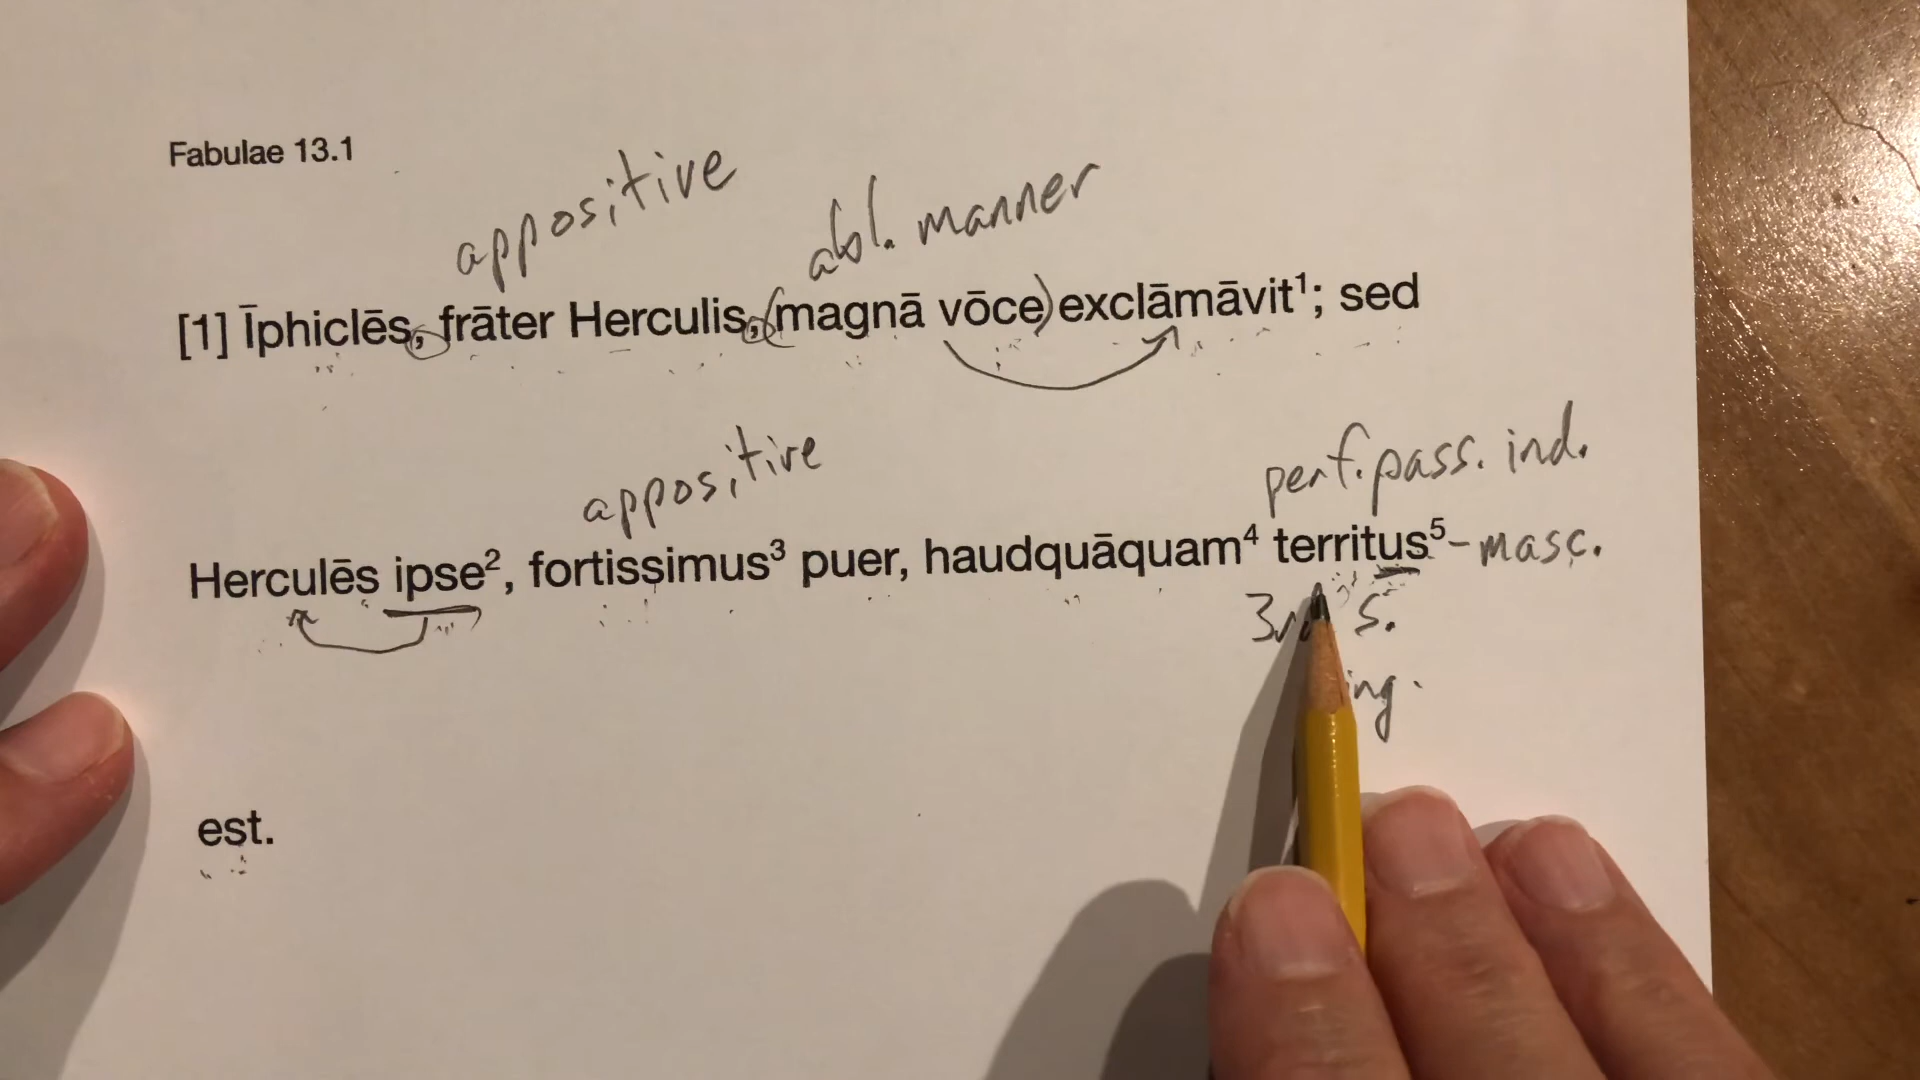 Fabulae 13.1
appositive abl. manner
[1] Īphiclēs, frāter Herculis, (magnā vōce) exclāmāvit1; sed
appositive perf. pass. ind.
Herculēs ipse2, fortissimus3 puer, haudquāquam4 territus5 - masc.
s.
est.